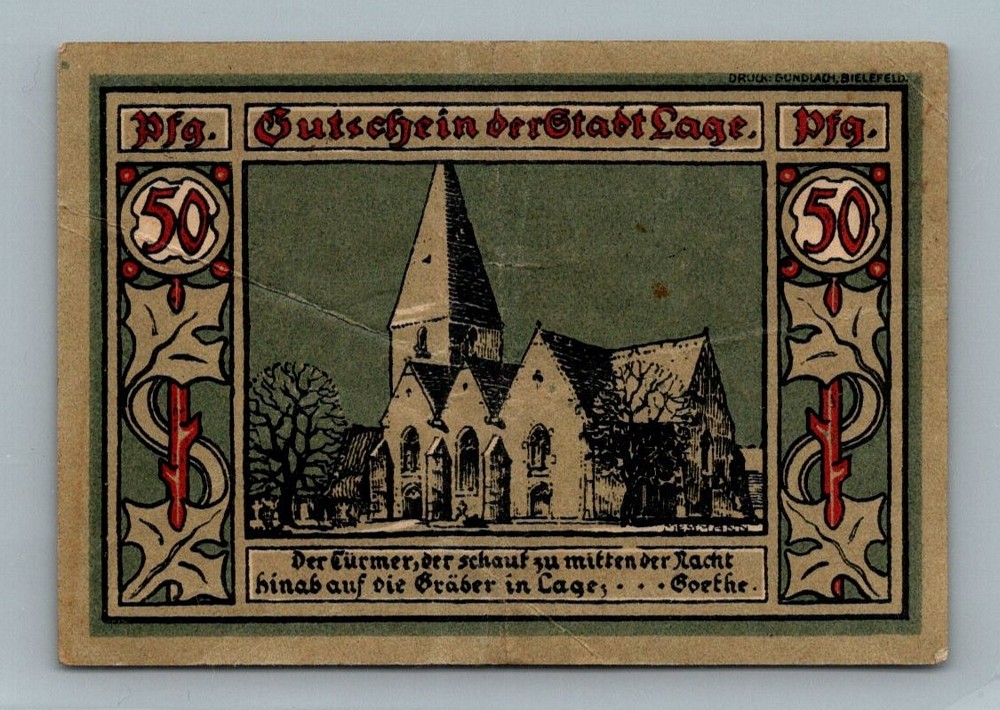 DRUCK: GUNDLACH, BIELEFELD.
Pfg. Gutschein der Stadt Lage. Pfg.
50 50
Der Türmer, der schaut zu mitten der Nacht
hinab auf die Gräber in Lage; . . . Goethe.